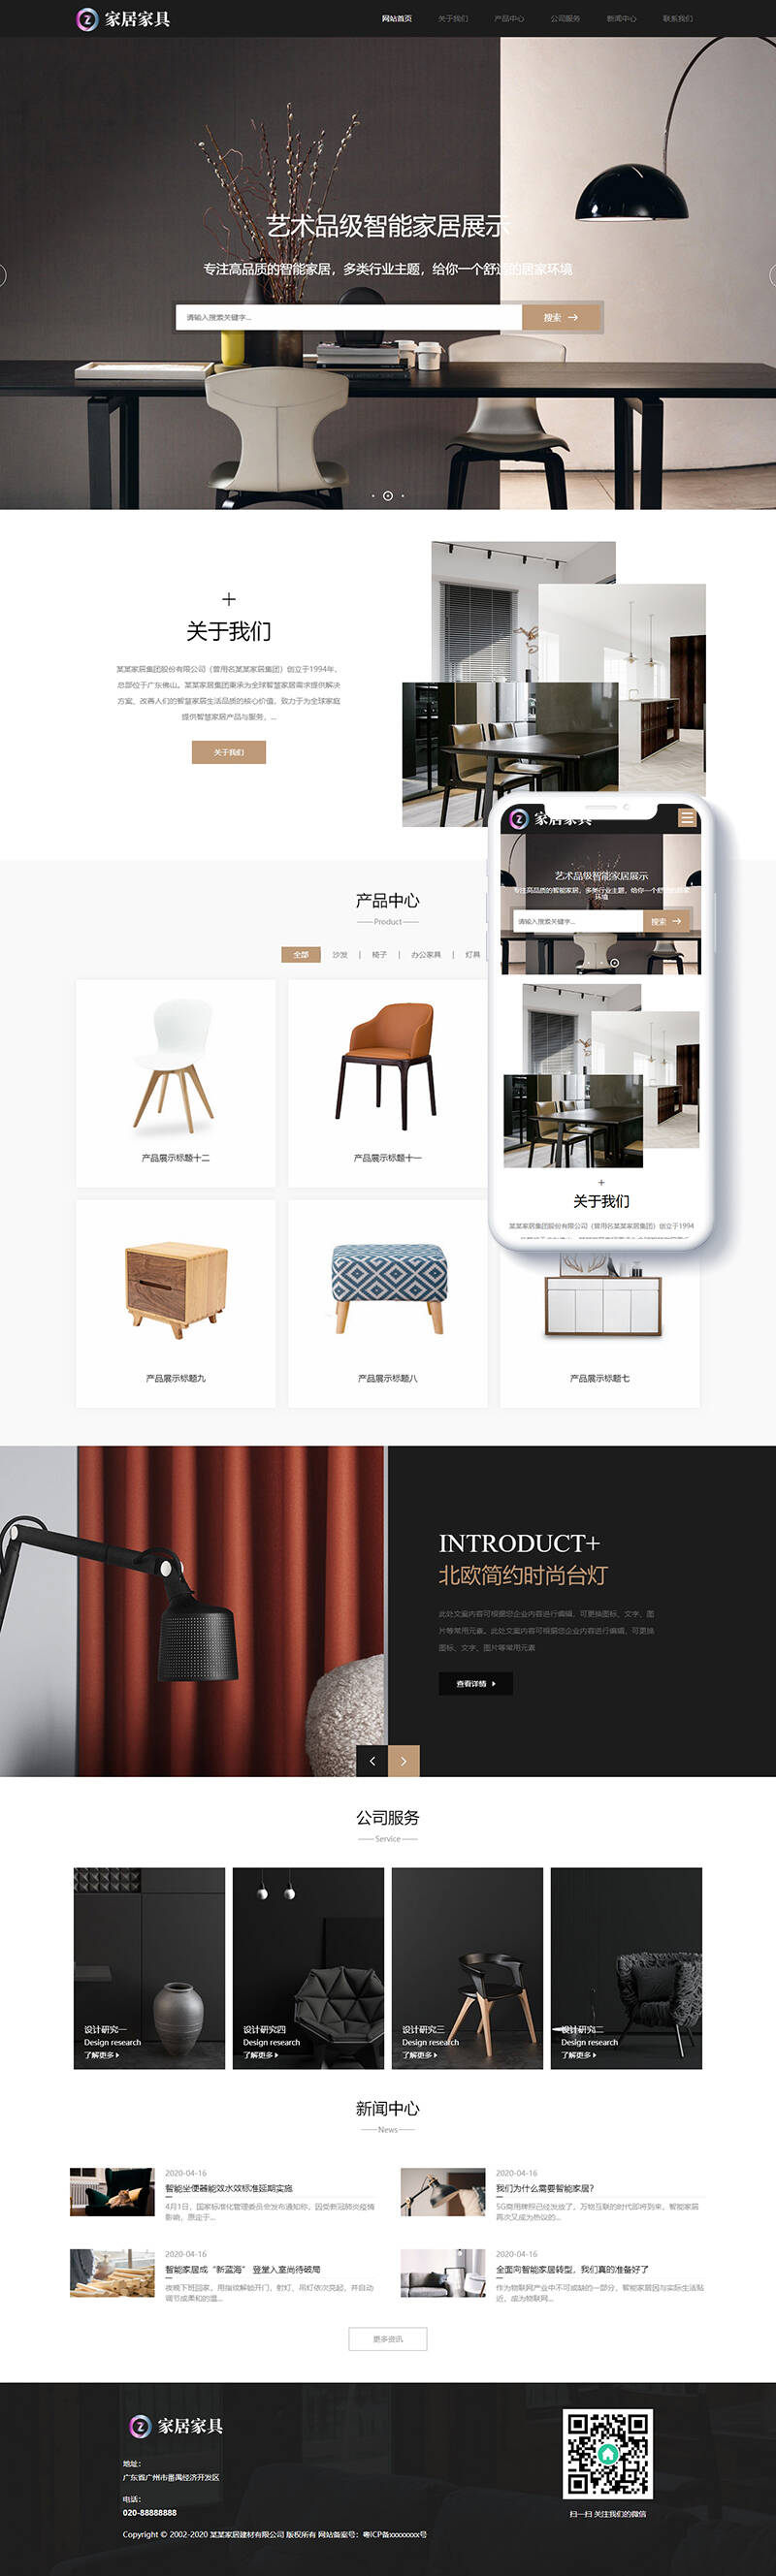 家居家具
网站首页 关于我们 产品中心 公司服务 新闻中心 联系我们
艺术品级智能家居展示
专注高品质的智能家居，多类行业主题，给你一个舒适的居家环境
请输入搜索关键字...
搜索
关于我们
某某家居集团股份有限公司（曾用名某某家居集团）创立于1994年，
总部位于广东佛山。某某家居集团秉承为全球智慧家居需求提供解决
方案，改善人们的智慧家居生活品质的核心价值，致力于为全球家庭
提供智慧家居产品与服务。...
关于我们
产品中心
Product
全部 | 沙发 | 椅子 | 办公家具 | 灯具
产品展示标题十二
产品展示标题十一
家居家具
艺术品级智能家居展示
专注高品质的智能家居，多类行业主题，给你一个舒适的居家
环境
请输入搜索关键字...
搜索
关于我们
某某家居集团股份有限公司（曾用名某某家居集团）创立于1994
产品展示标题九
产品展示标题八
产品展示标题七
INTRODUCT+
北欧简约时尚台灯
此处文案内容可根据您企业内容进行编辑，可更换图标、文字、图
片等常用元素。此处文案内容可根据您企业内容进行编辑，可更换
图标、文字、图片等常用元素
查看详情
公司服务
Service
设计研究一
Design research
了解更多
设计研究四
Design research
了解更多
设计研究三
Design research
了解更多
设计研究二
Design research
了解更多
新闻中心
News
2020-04-16
智能坐便器能效水效标准延期实施
4月1日，国家标准化管理委员会发布通知称，因受新冠肺炎疫情
影响，原定于...
2020-04-16
我们为什么需要智能家居？
5G商用牌照已经发放了，万物互联的时代即将到来，智能家居
再次又成为热议的...
2020-04-16
智能家居成“新蓝海” 登堂入室尚待破局
夜晚下班回家，用指纹解锁开门，射灯、吊灯依次亮起，并自动
调节成柔和的温...
2020-04-16
全面向智能家居转型，我们真的准备好了
作为物联网产业中不可或缺的一部分，智能家居因与实际生活贴
近，成为物联网...
更多资讯
家居家具
地址：
广东省广州市番禺经济开发区
电话：
020-88888888
Copyright © 2002-2020 某某家居建材有限公司 版权所有 网站备案号：粤ICP备xxxxxxxx号
扫一扫 关注我们的微信